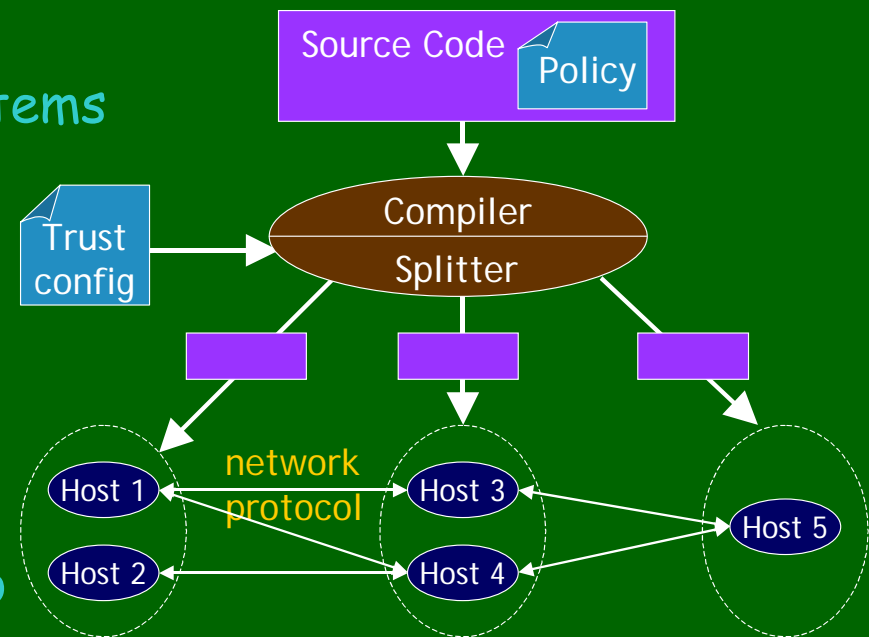 Source Code
Policy
Trust
config
Compiler
Splitter
network
protocol
Host 1
Host 3
Host 5
Host 2
Host 4